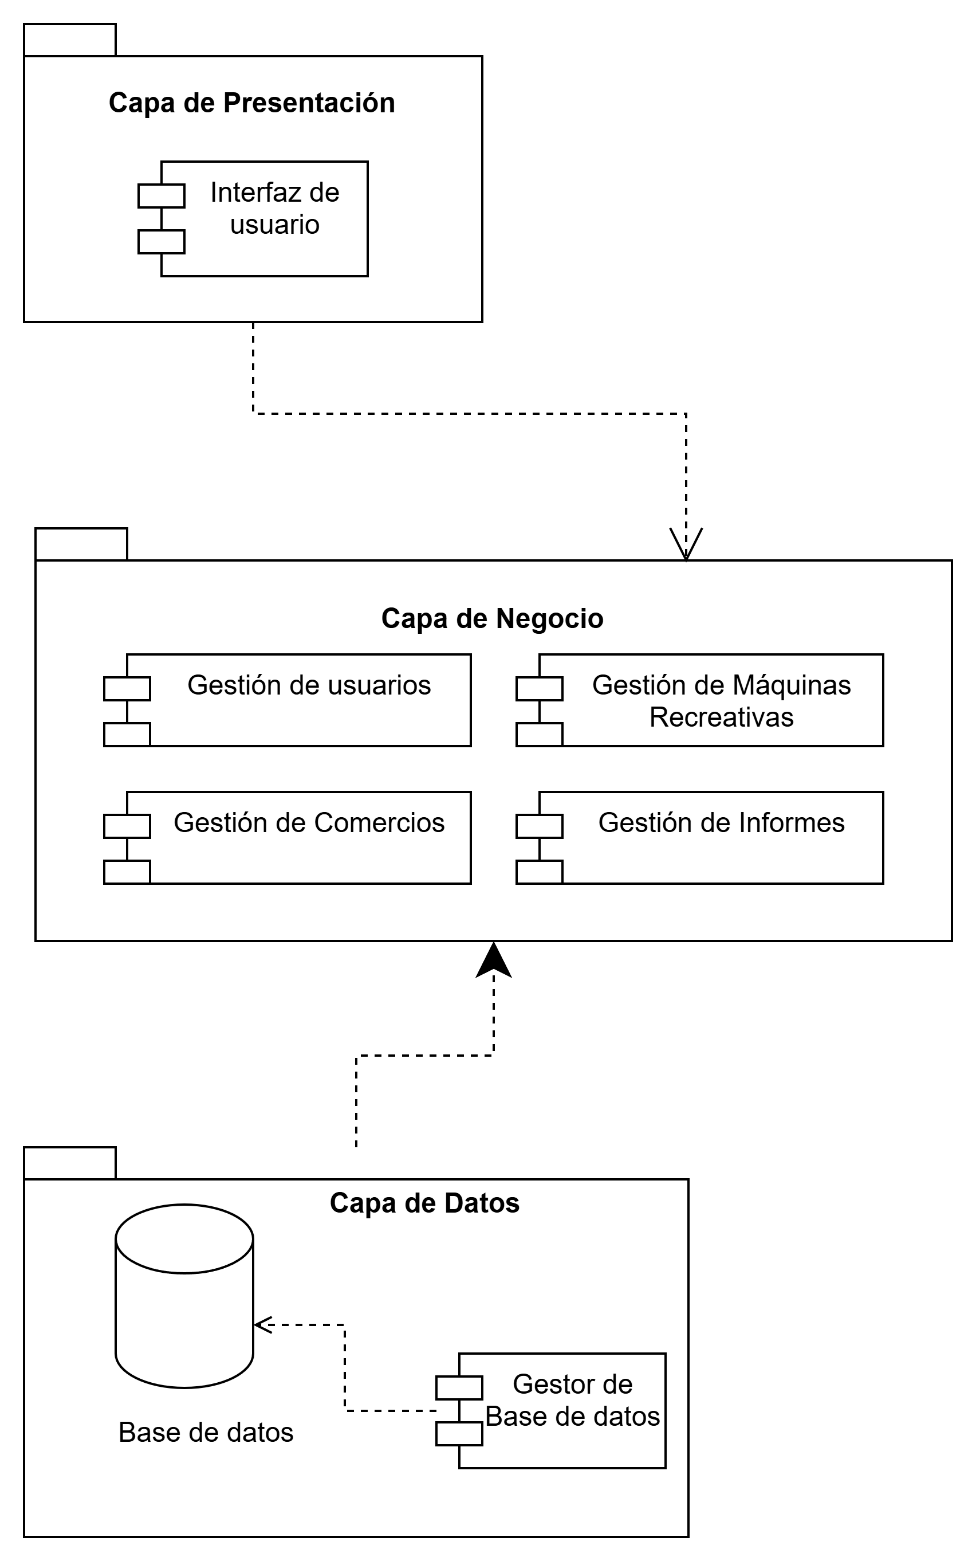 Capa de Presentación
Interfaz de
usuario
Capa de Negocio
Gestión de usuarios
Gestión de Máquinas
Recreativas
Gestión de Comercios
Gestión de Informes
Capa de Datos
Gestor de
Base de datos
Base de datos